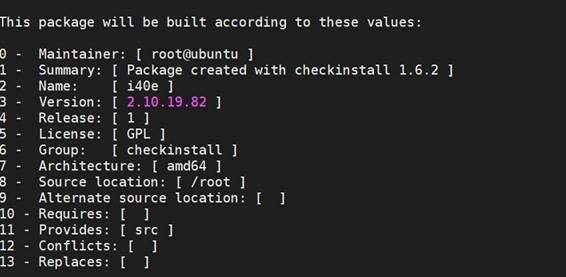 This package will be built according to these values:
0 - Maintainer: [ root@ubuntu ]
1 - Summary: [ Package created with checkinstall 1.6.2 ]
2 - Name: [ i40e ]
3 - Version: [ 2.10.19.82 ]
4 - Release: [ 1 ]
5 - License: [ GPL ]
6 - Group: [ checkinstall ]
7 - Architecture: [ amd64 ]
8 - Source location: [ /root ]
9 - Alternate source location: [ ]
10 - Requires: [ ]
11 - Provides: [ src ]
12 - Conflicts: [ ]
13 - Replaces: [ ]